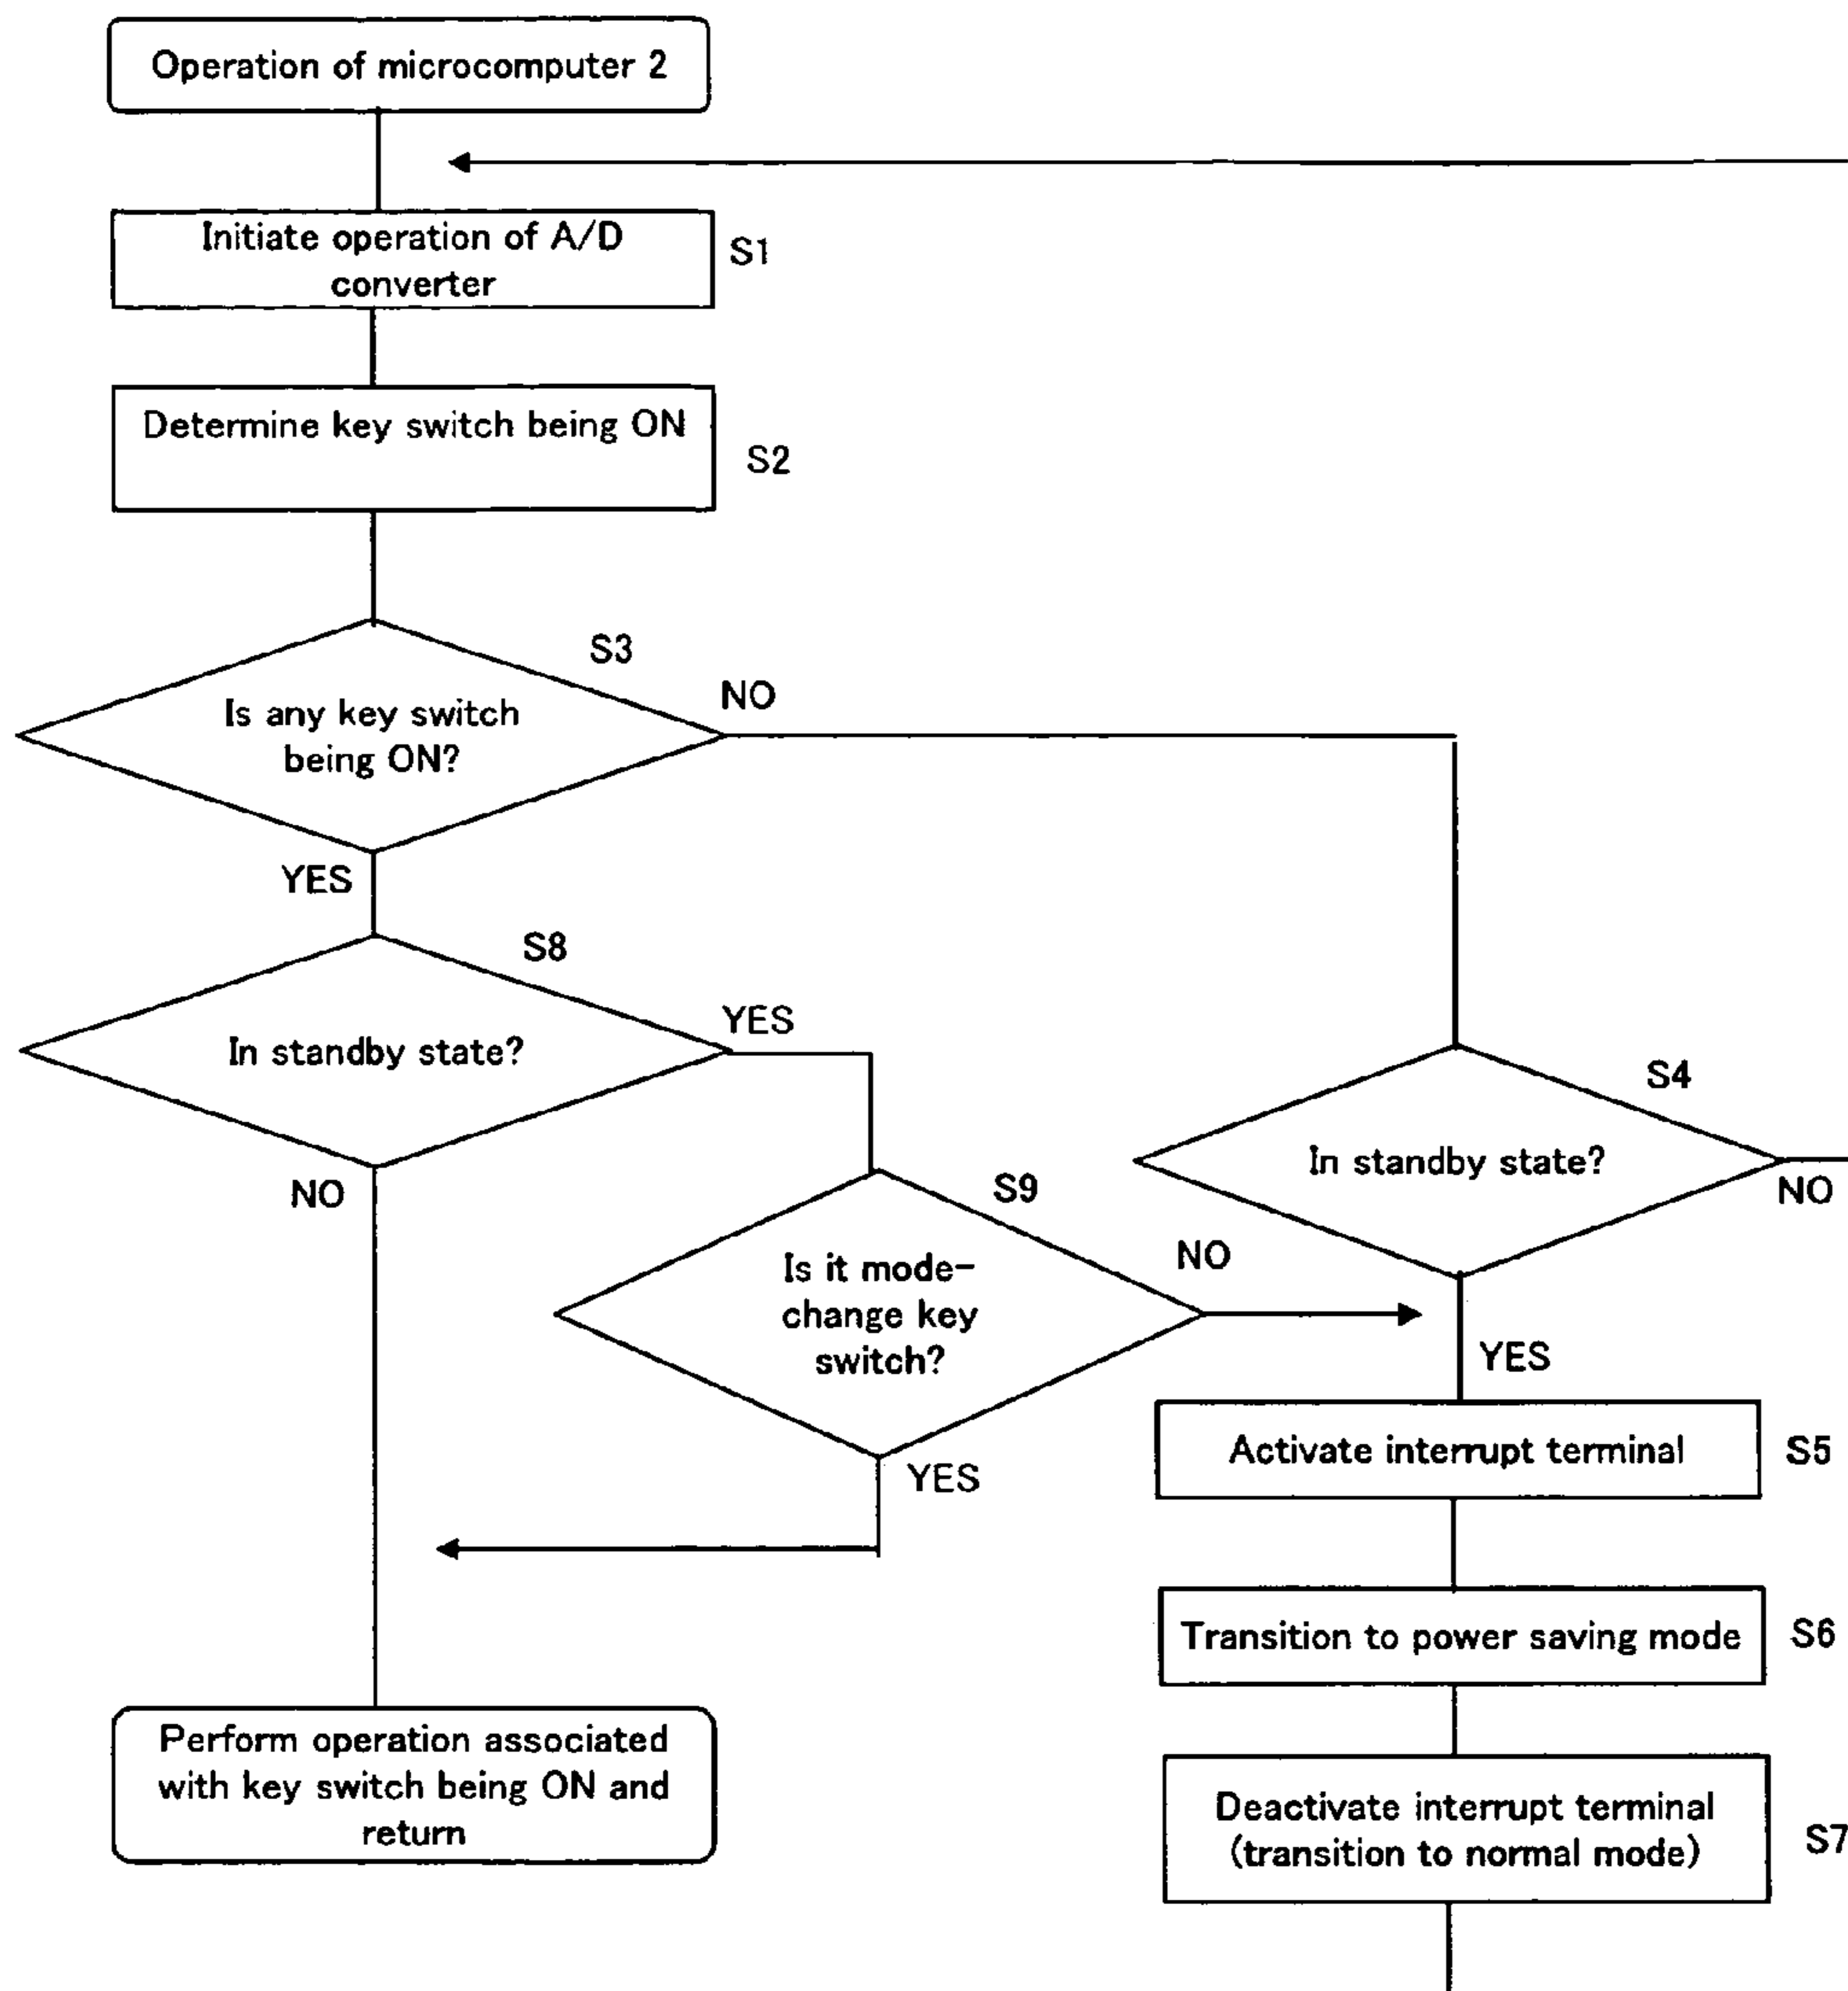 Operation of microcomputer 2
Initiate operation of A/D
converter
S1
Determine key switch being ON
S2
S3
Is any key switch
being ON?
NO
YES
S8
In standby state?
YES
NO
S4
In standby state?
NO
YES
S9
Is it mode-
change key
switch?
NO
YES
Activate interrupt terminal
S5
Transition to power saving mode
S6
Perform operation associated
with key switch being ON and
return
Deactivate interrupt terminal
(transition to normal mode)
S7